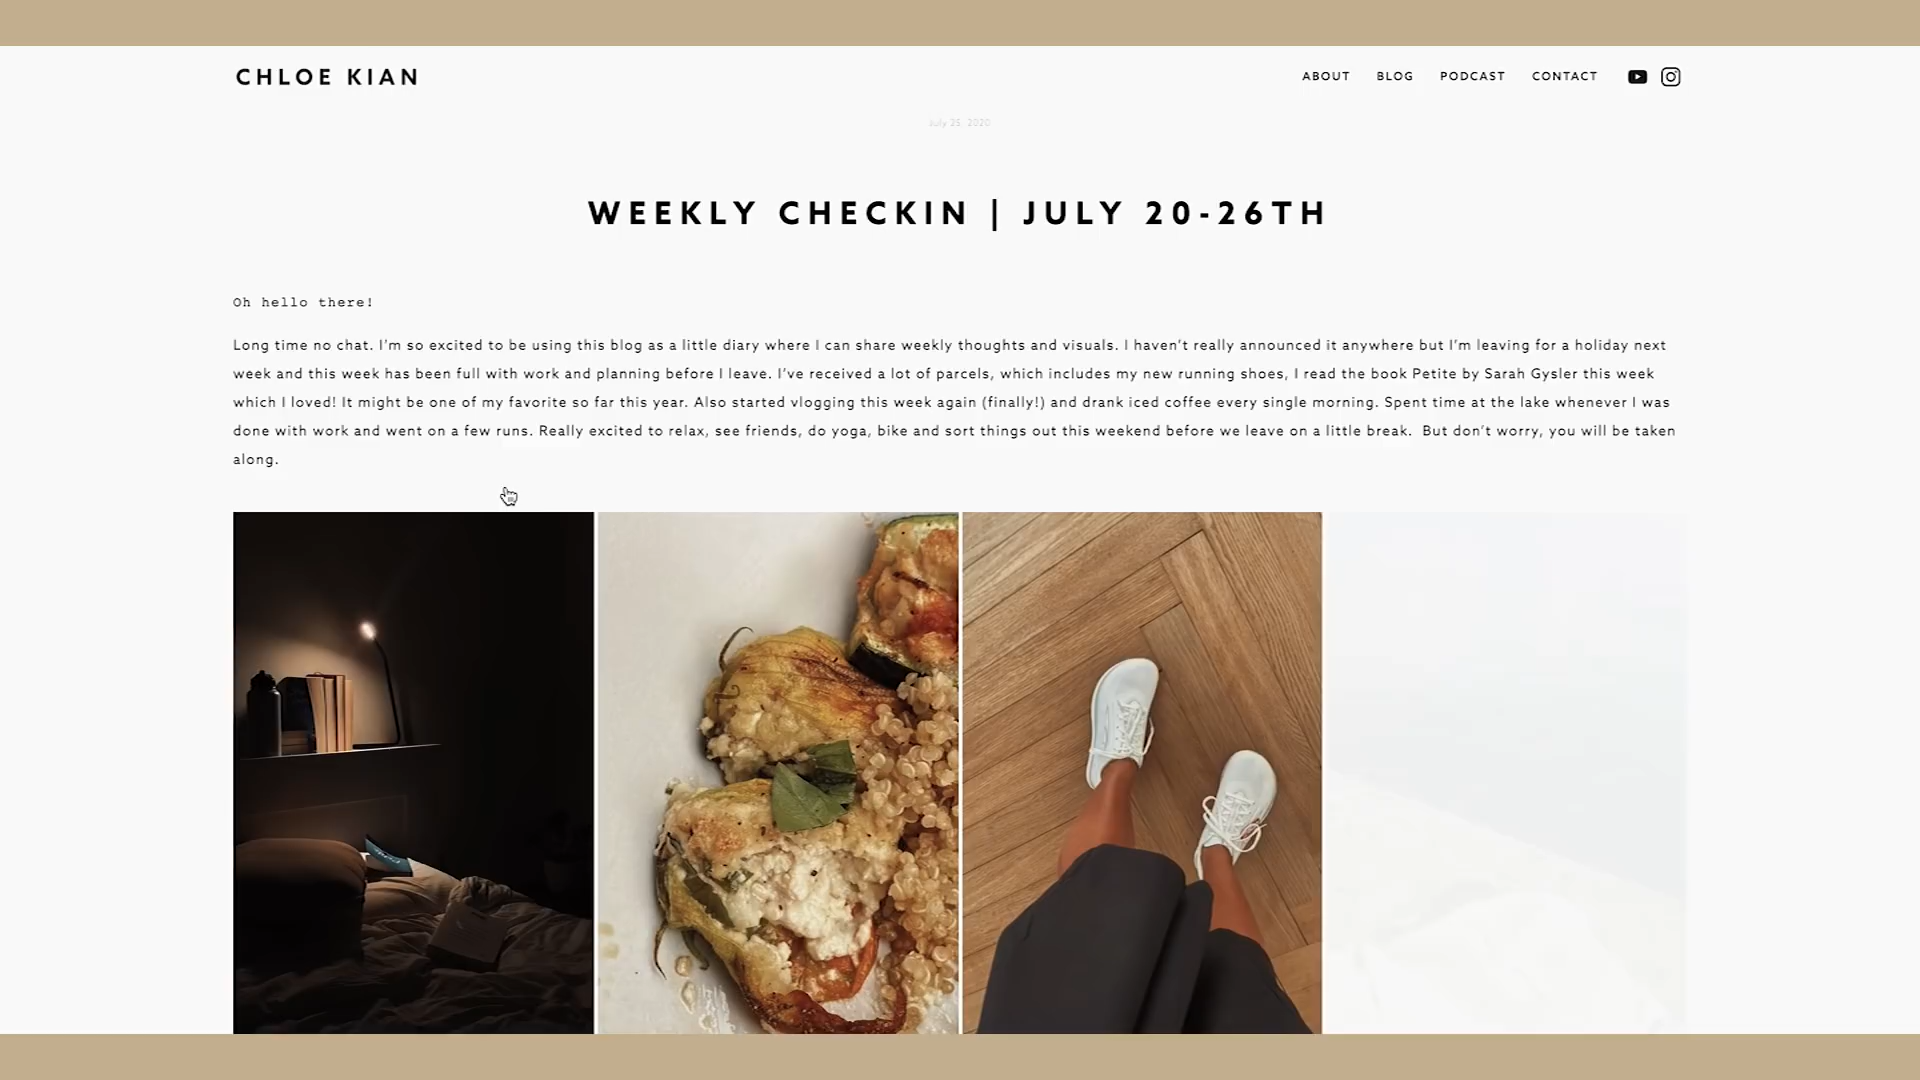 CHLOE KIAN
ABOUT BLOG PODCAST CONTACT
July 25, 2020
WEEKLY CHECKIN | JULY 20-26TH
Oh hello there!
Long time no chat. I'm so excited to be using this blog as a little diary where I can share weekly thoughts and visuals. I haven't really announced it anywhere but I'm leaving for a holiday next
week and this week has been full with work and planning before I leave. I've received a lot of parcels, which includes my new running shoes, I read the book Petite by Sarah Gysler this week
which I loved! It might be one of my favorite so far this year. Also started vlogging this week again (finally!) and drank iced coffee every single morning. Spent time at the lake whenever I was
done with work and went on a few runs. Really excited to relax, see friends, do yoga, bike and sort things out this weekend before we leave on a little break.  But don't worry, you will be taken
along.